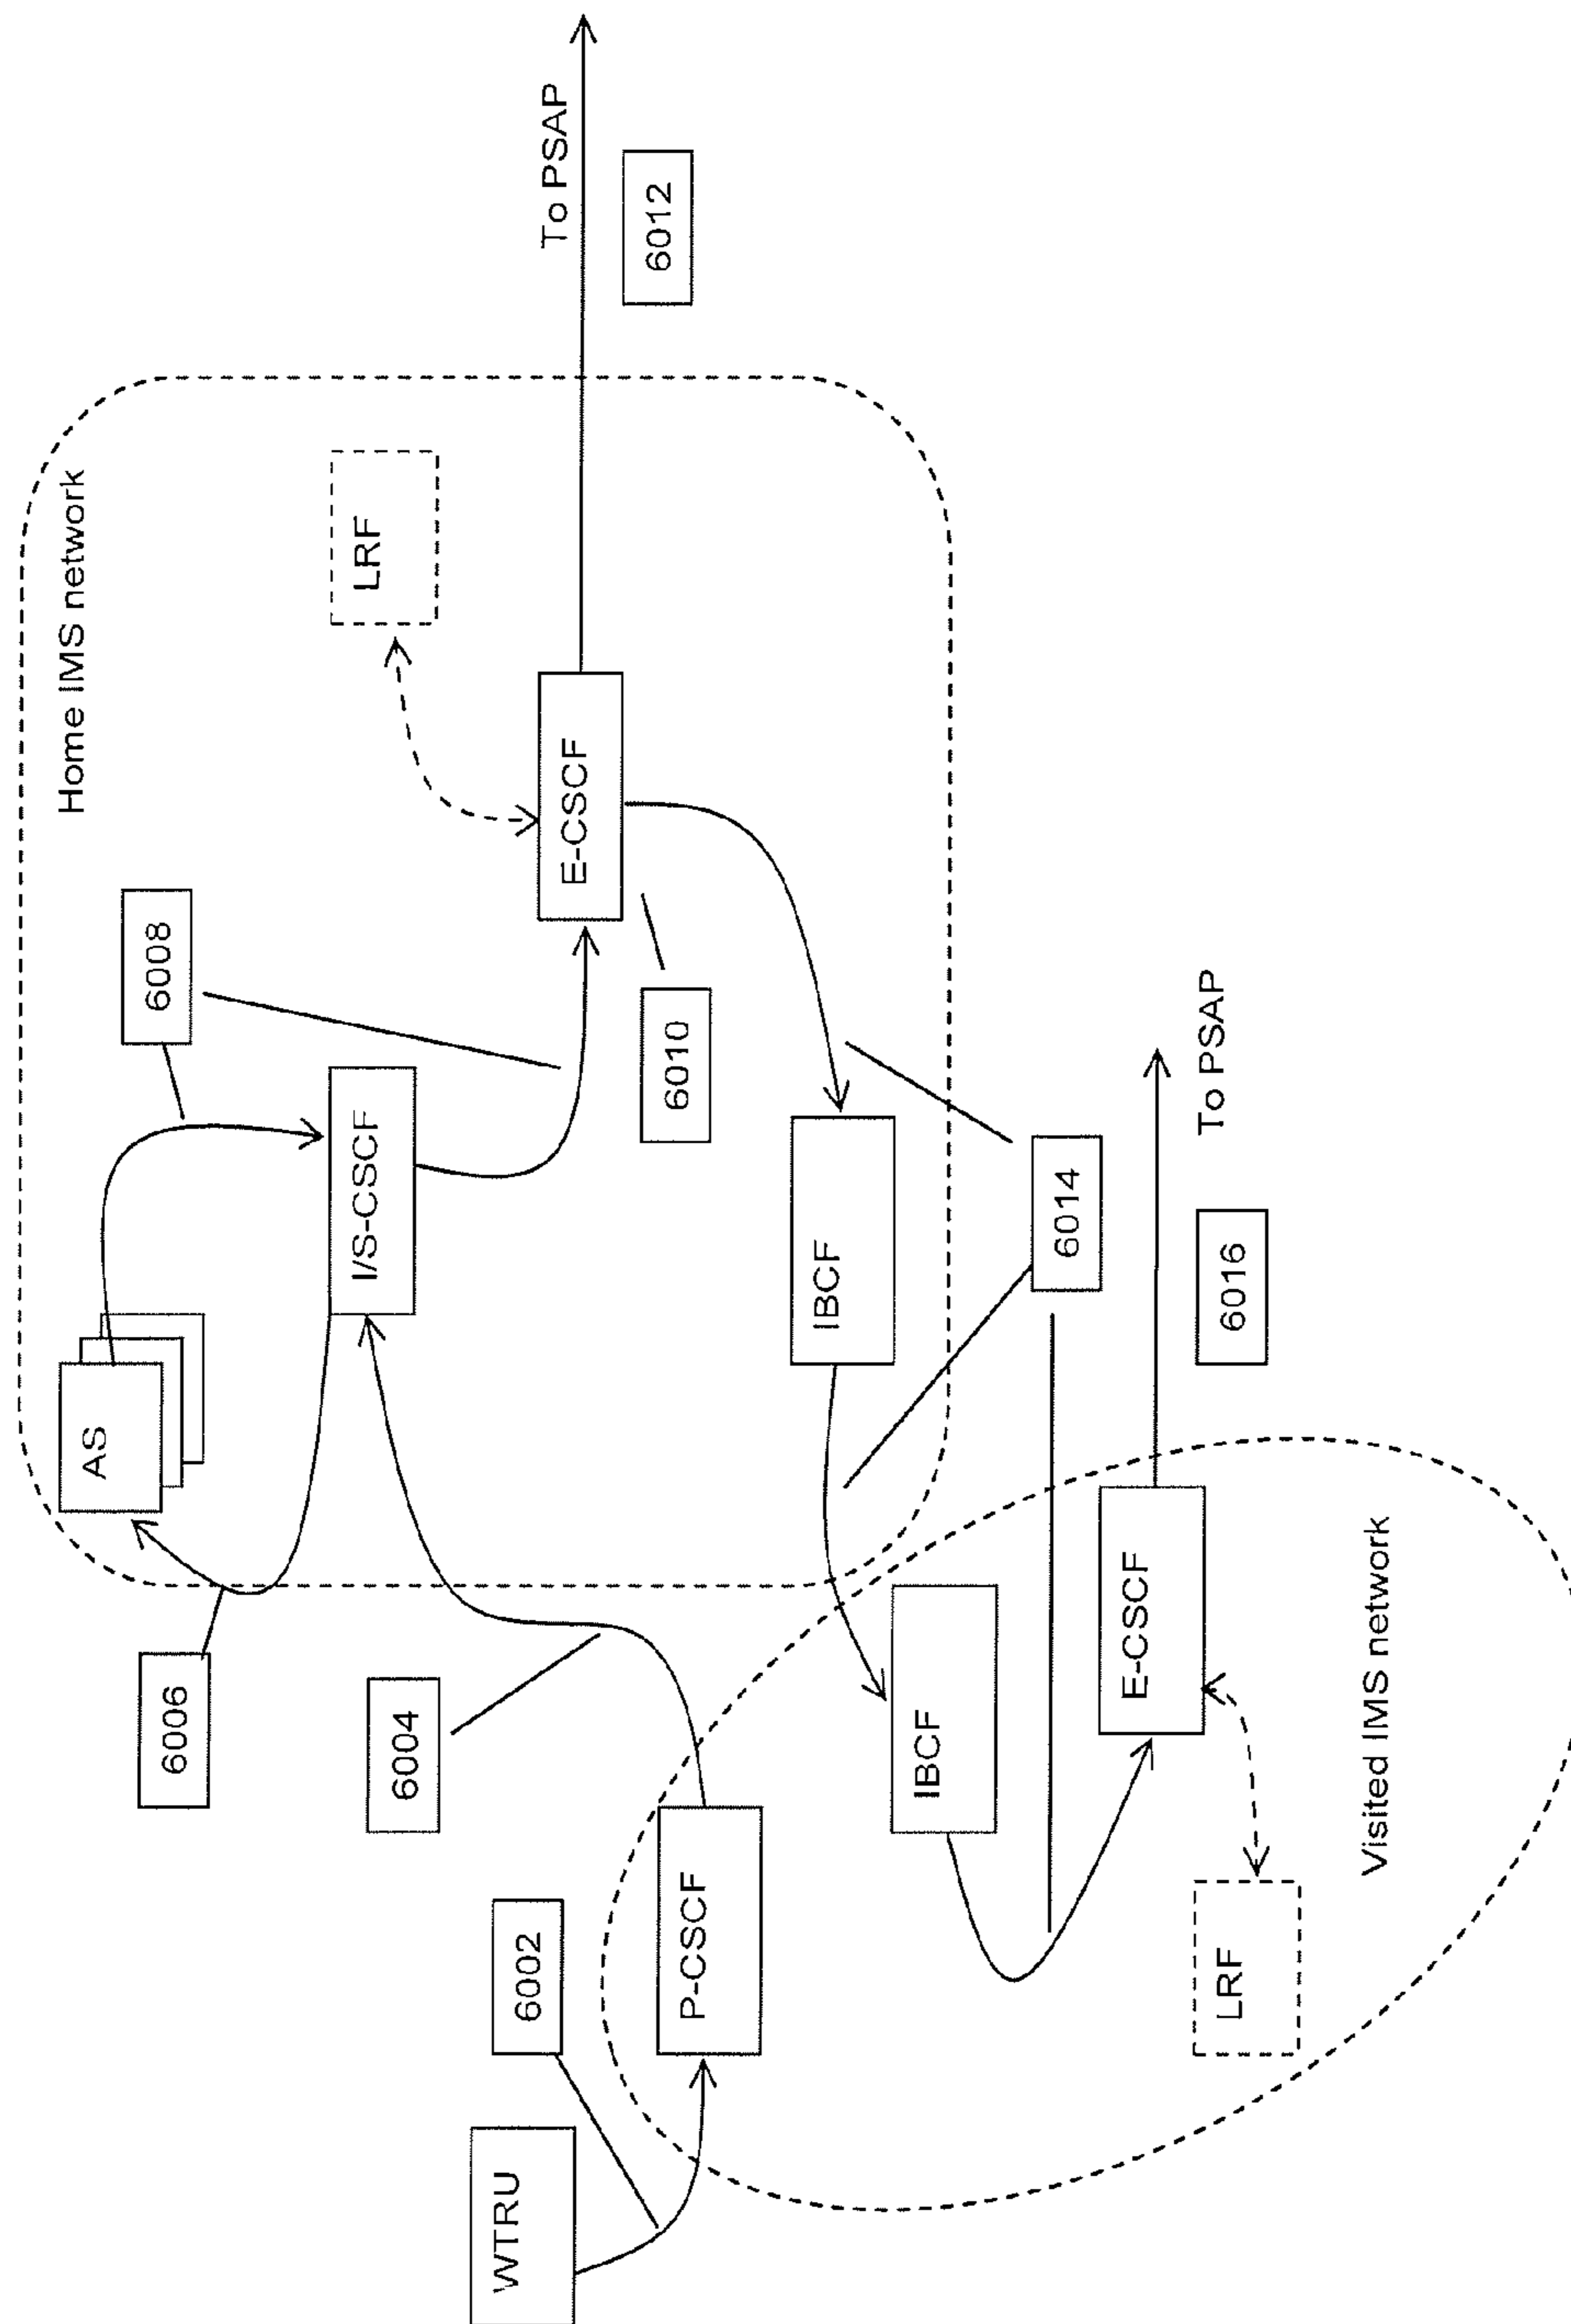 Home IMS network
AS
6006
6008
LRF
I/S-CSCF
6004
To PSAP
6012
E-CSCF
6002
WTRU
P-CSCF
6010
IBCF
IBCF
6014
E-CSCF
To PSAP
6016
LRF
Visited IMS network